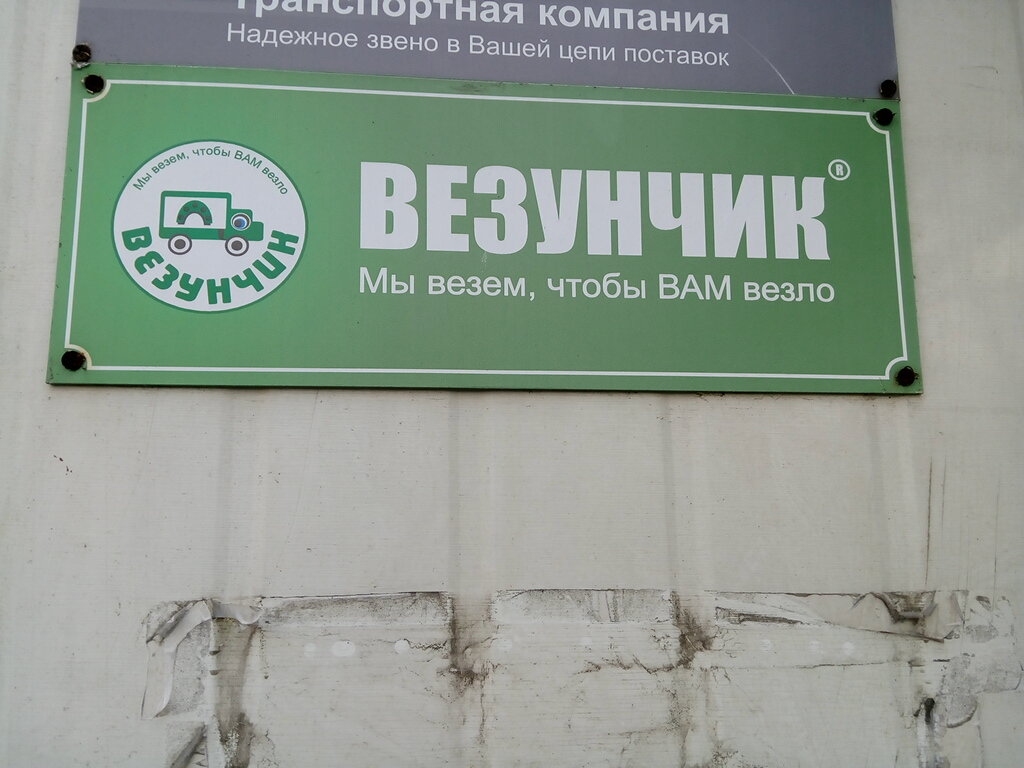 Транспортная компания
Надежное звено в Вашей цепи поставок
Мы везем, чтобы ВАМ везло
ВЕЗУНЧИК
ВЕЗУНЧИК®
Мы везем, чтобы ВАМ везло